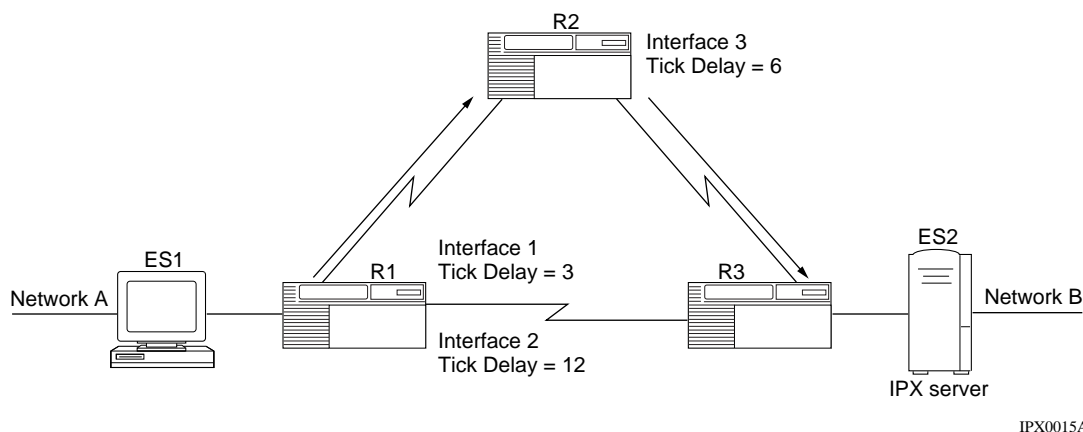 R2
Interface 3
Tick Delay = 6
Interface 1
Tick Delay = 3
ES1
R1
R3
ES2
Network A
Network B
Interface 2
Tick Delay = 12
IPX server
IPX0015A